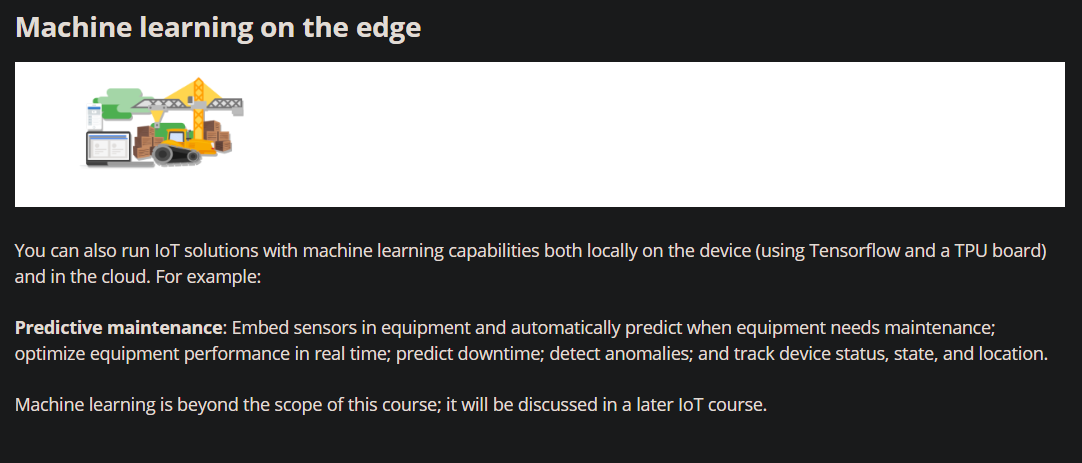 Machine learning on the edge
You can also run IoT solutions with machine learning capabilities both locally on the device (using Tensorflow and a TPU board)
and in the cloud. For example:
Predictive maintenance: Embed sensors in equipment and automatically predict when equipment needs maintenance;
optimize equipment performance in real time; predict downtime; detect anomalies; and track device status, state, and location.
Machine learning is beyond the scope of this course; it will be discussed in a later IoT course.